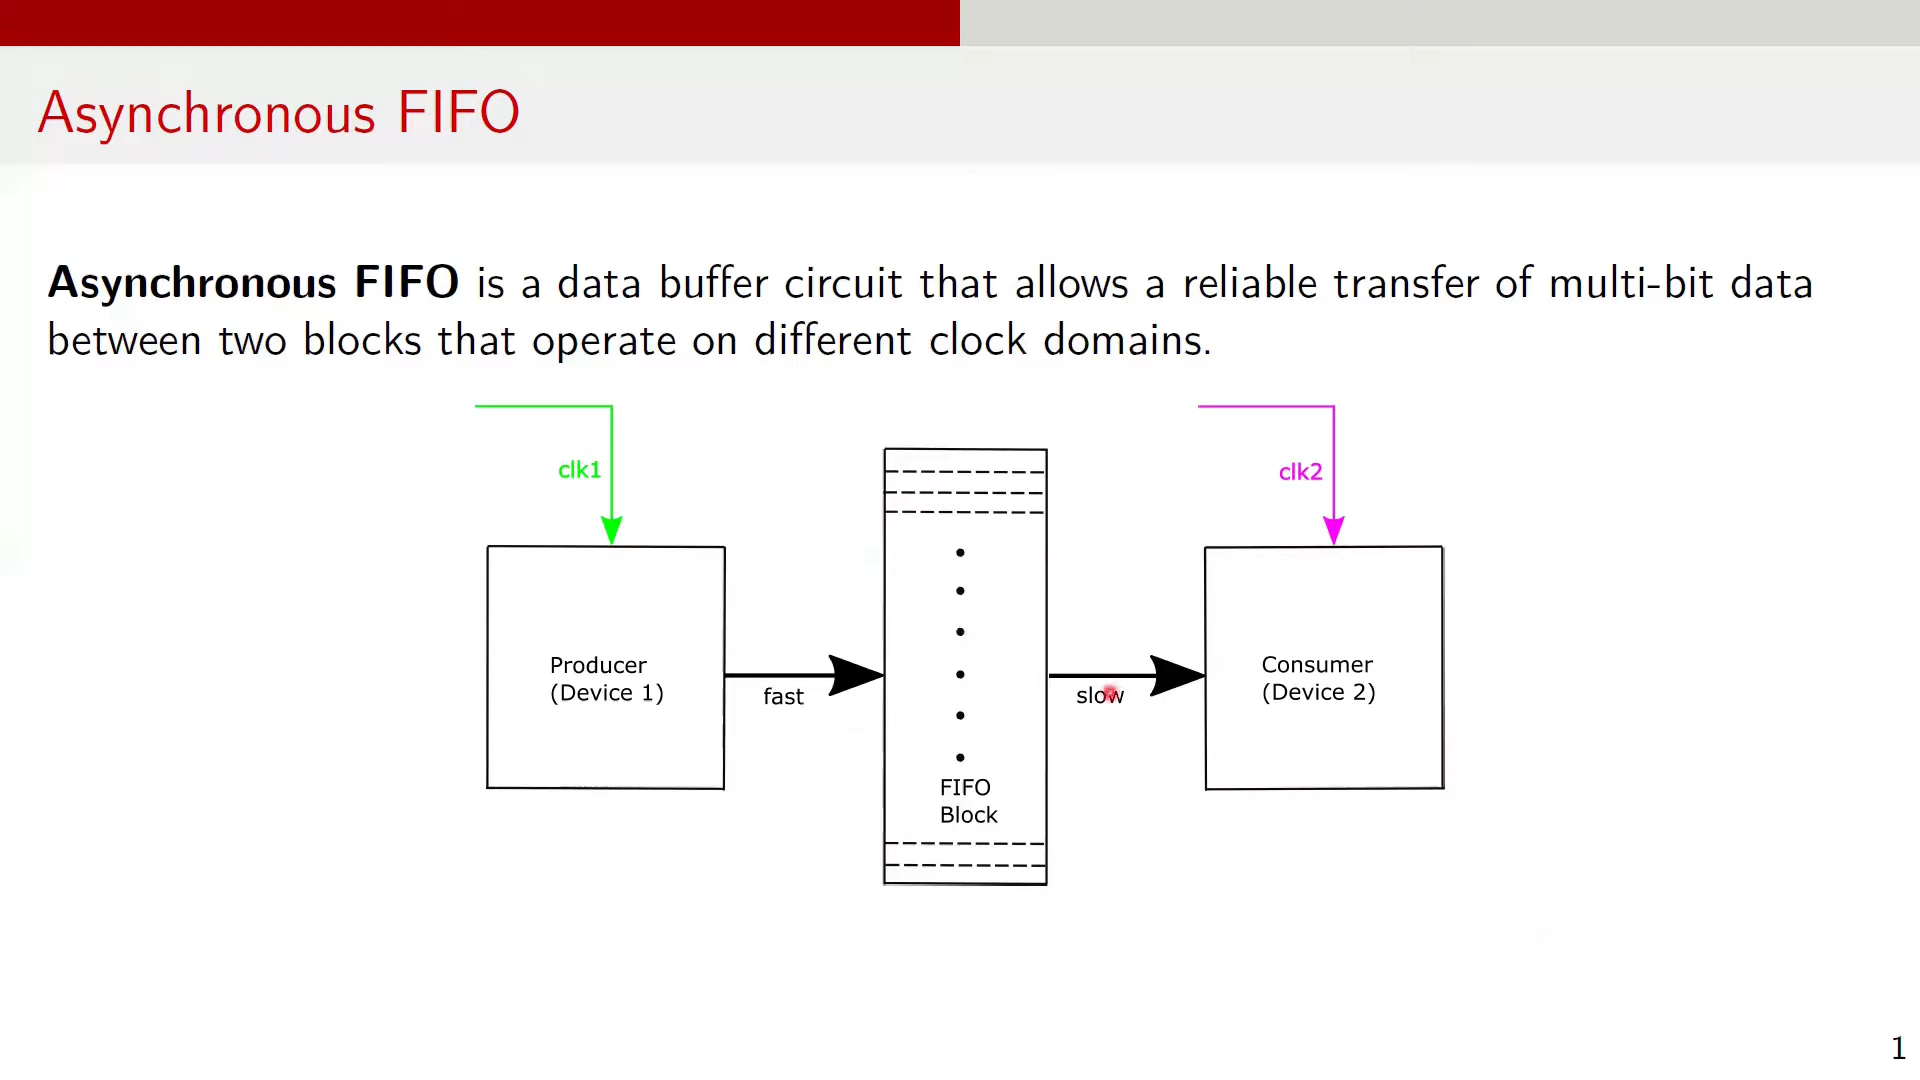 Asynchronous FIFO
Asynchronous FIFO is a data buffer circuit that allows a reliable transfer of multi-bit data
between two blocks that operate on different clock domains.
clk1
clk2
Producer
(Device 1)
fast
FIFO
Block
slow
Consumer
(Device 2)
1